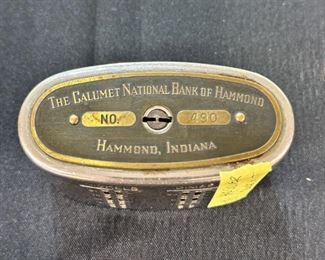 THE CALUMET NATIONAL BANK OF HAMMOND
NO. 490
HAMMOND, INDIANA